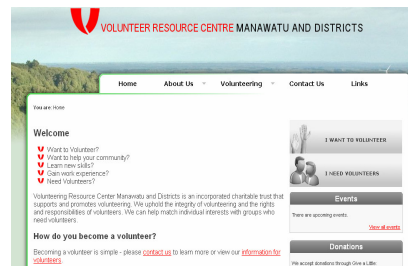 VOLUNTEER RESOURCE CENTRE MANAWATU AND DISTRICTS
Home About Us Volunteering Contact Us Links
You are: Home
Welcome
Want to Volunteer?
Want to help your community?
Learn new skills?
Gain work experience?
Need Volunteers?
Volunteering Resource Center Manawatu and Districts is an incorporated charitable trust that
supports and promotes volunteering. We uphold the integrity of volunteering and the rights
and responsibilities of volunteers. We can help match individual interests with groups who
need volunteers.
How do you become a volunteer?
Becoming a volunteer is simple - please contact us to learn more or view our information for
volunteers
I WANT TO VOLUNTEER
I NEED VOLUNTEERS
Events
There are upcoming events.
View all events
Donations
We accept donations through Give a Little: